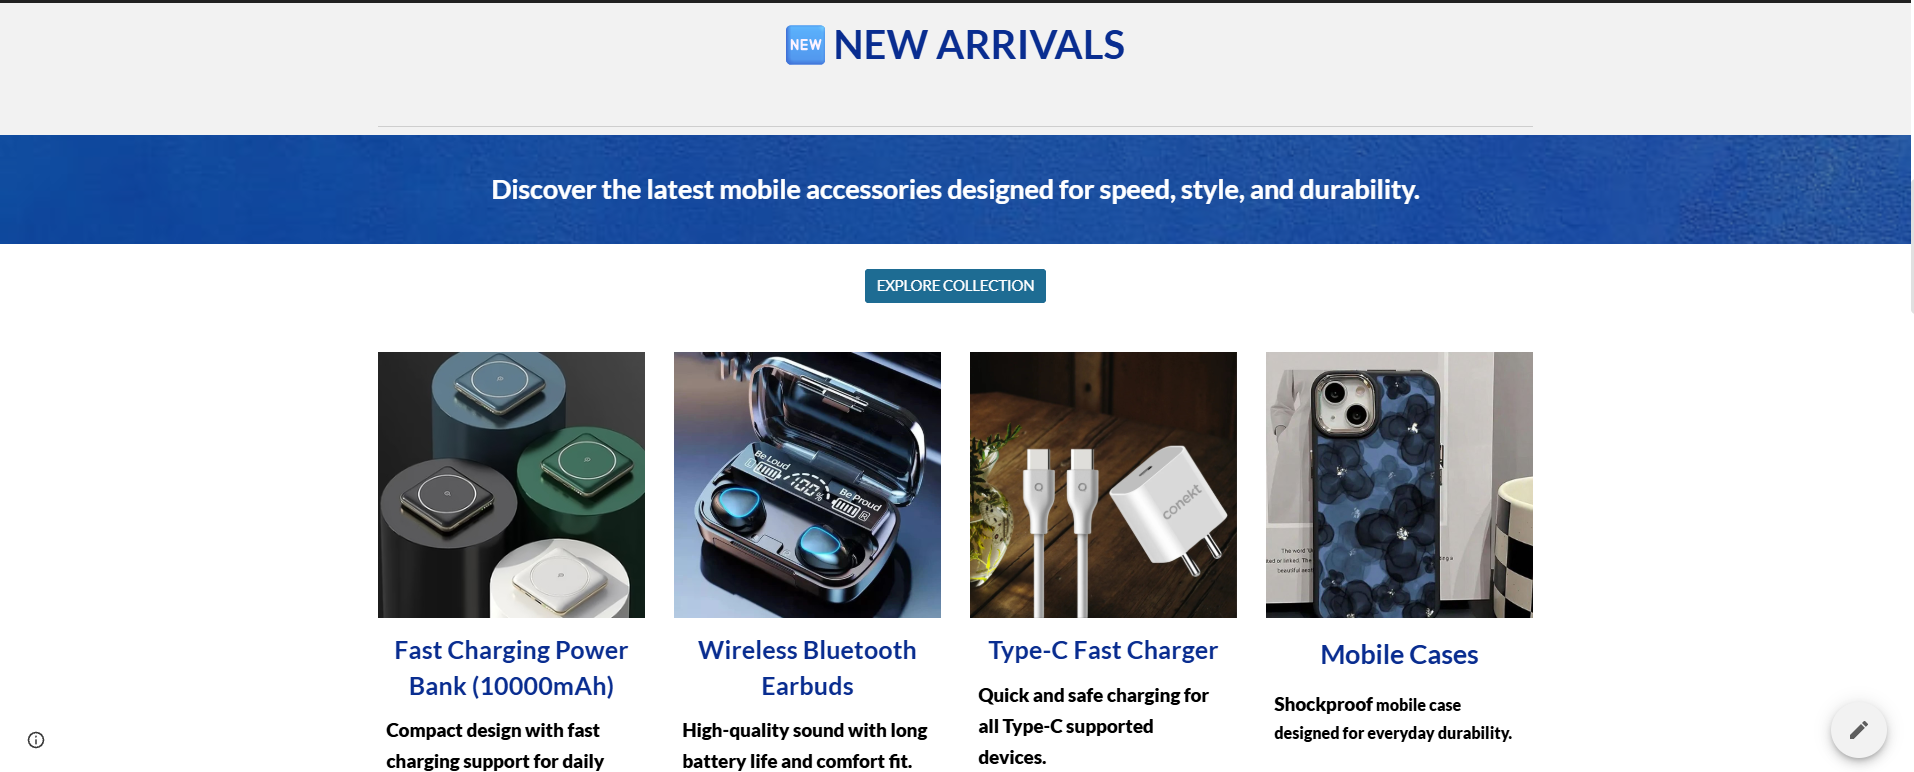 NEW NEW ARRIVALS
Discover the latest mobile accessories designed for speed, style, and durability.
EXPLORE COLLECTION
Be Loud
L
100%
Be Proud
R
conekt
The word
Fast Charging Power
Bank (10000mAh)
Compact design with fast
charging support for daily
Wireless Bluetooth
Earbuds
High-quality sound with long
battery life and comfort fit.
Type-C Fast Charger
Quick and safe charging for
all Type-C supported
devices.
Mobile Cases
Shockproof mobile case
designed for everyday durability.